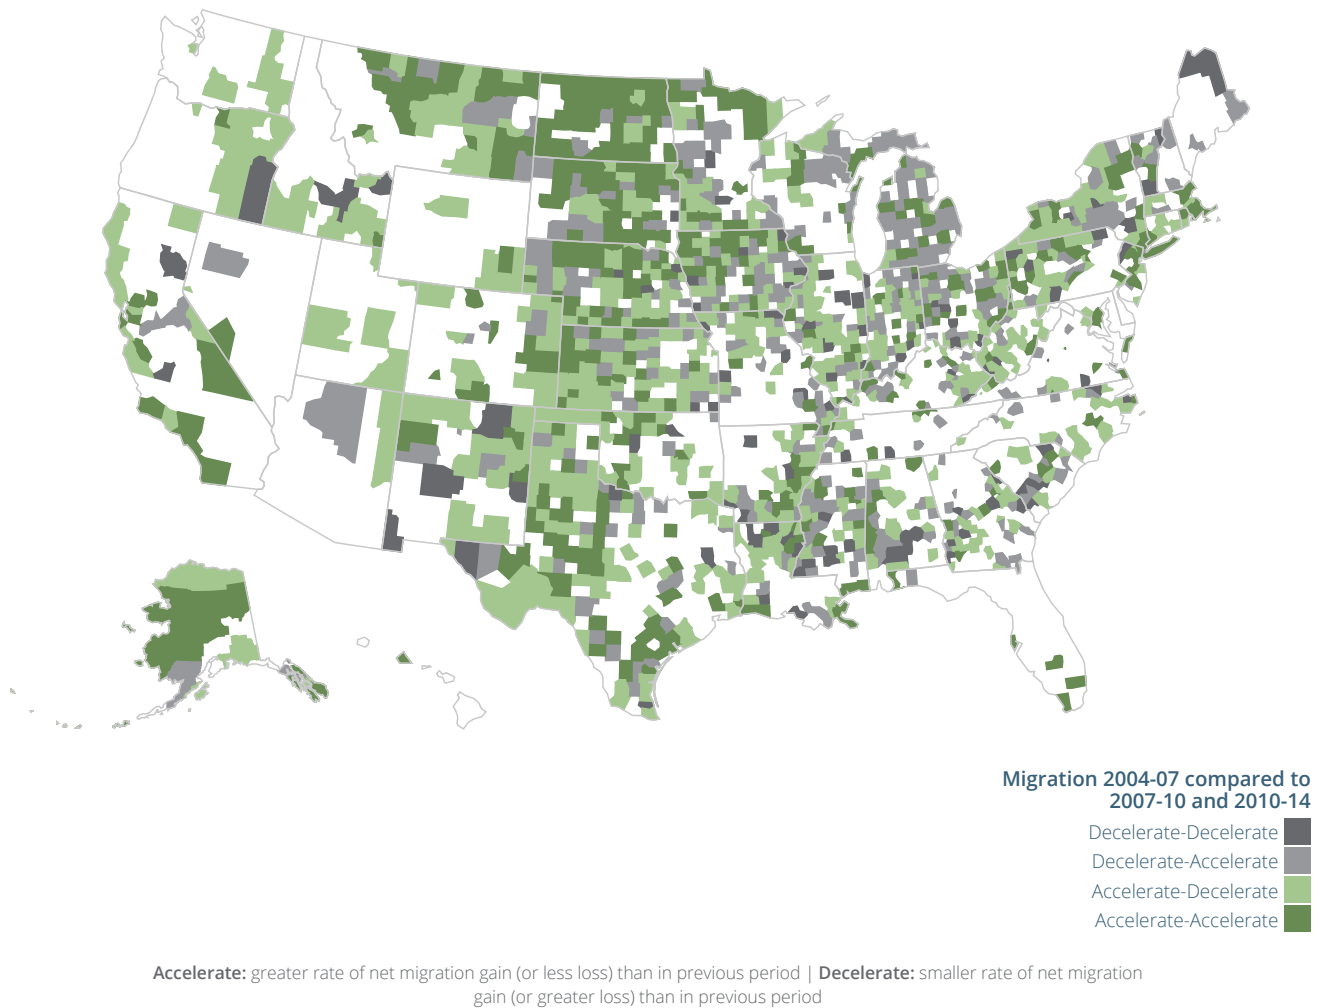 Migration 2004-07 compared to
2007-10 and 2010-14
Decelerate-Decelerate
Decelerate-Accelerate
Accelerate-Decelerate
Accelerate-Accelerate
Accelerate: greater rate of net migration gain (or less loss) than in previous period | Decelerate: smaller rate of net migration
gain (or greater loss) than in previous period